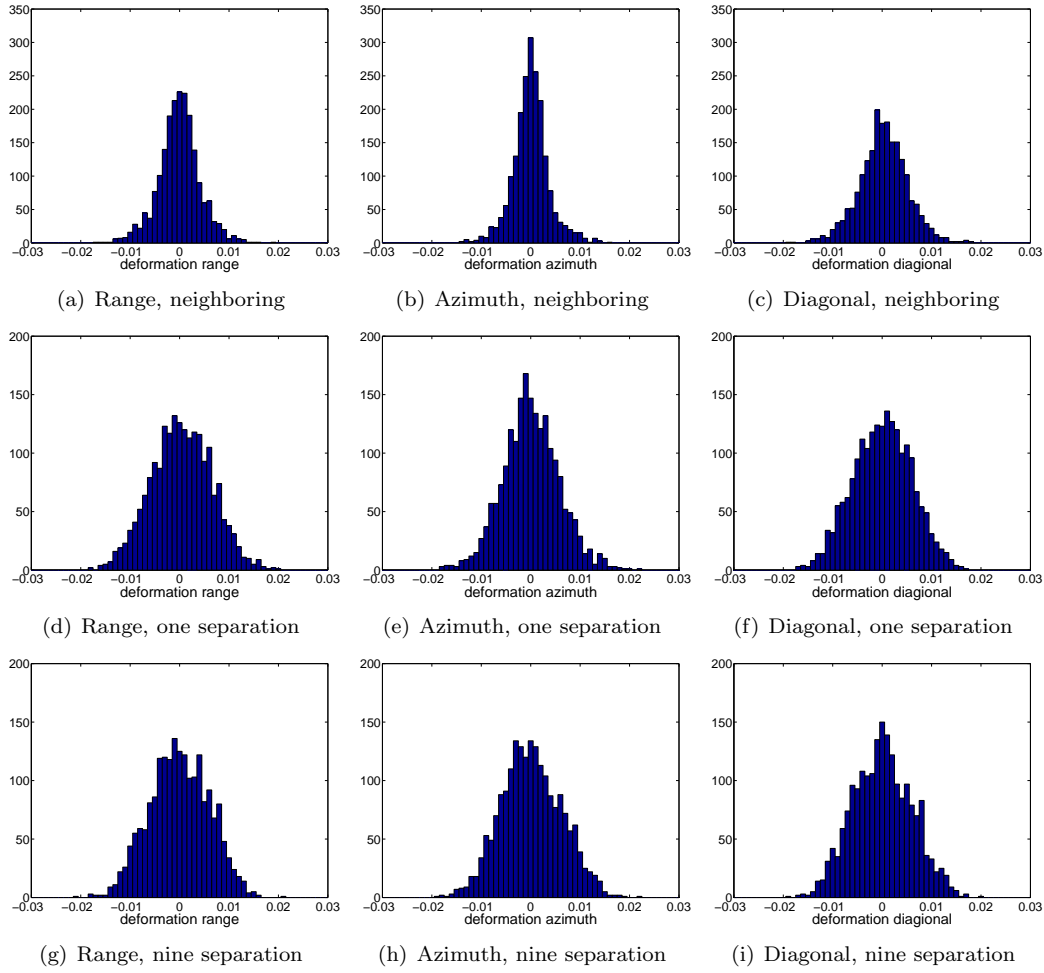 350
300
250
200
150
100
50
0
−0.03 −0.02 −0.01 0 0.01 0.02 0.03
deformation range
(a) Range, neighboring
350
300
250
200
150
100
50
0
−0.03 −0.02 −0.01 0 0.01 0.02 0.03
deformation azimuth
(b) Azimuth, neighboring
350
300
250
200
150
100
50
0
−0.03 −0.02 −0.01 0 0.01 0.02 0.03
deformation diagonal
(c) Diagonal, neighboring
200
150
100
50
0
−0.03 −0.02 −0.01 0 0.01 0.02 0.03
deformation range
(d) Range, one separation
200
150
100
50
0
−0.03 −0.02 −0.01 0 0.01 0.02 0.03
deformation azimuth
(e) Azimuth, one separation
200
150
100
50
0
−0.03 −0.02 −0.01 0 0.01 0.02 0.03
deformation diagonal
(f) Diagonal, one separation
200
150
100
50
0
−0.03 −0.02 −0.01 0 0.01 0.02 0.03
deformation range
(g) Range, nine separation
200
150
100
50
0
−0.03 −0.02 −0.01 0 0.01 0.02 0.03
deformation azimuth
(h) Azimuth, nine separation
200
150
100
50
0
−0.03 −0.02 −0.01 0 0.01 0.02 0.03
deformation diagonal
(i) Diagonal, nine separation